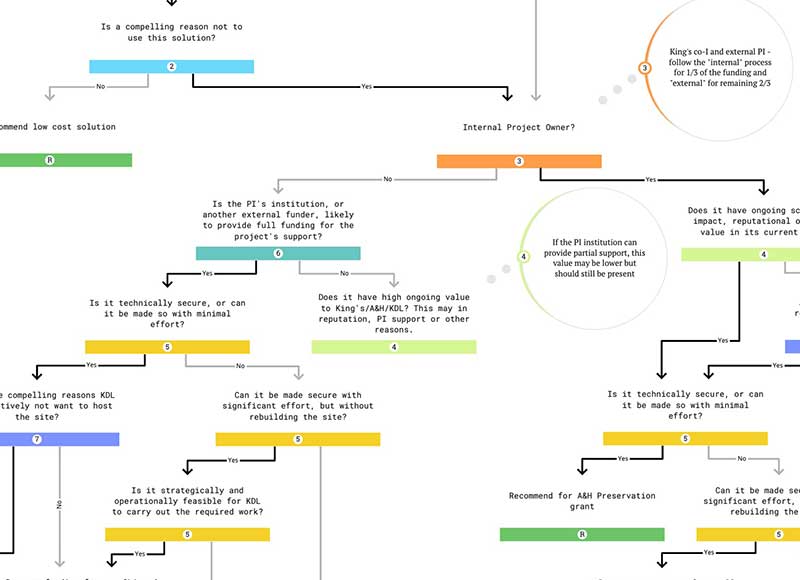 Is a compelling reason not to
use this solution?
2
No
Yes
King's co-I and external PI -
follow the "internal" process
for 1/3 of the funding and
"external" for remaining 2/3
3
low cost solution
R
Internal Project Owner?
3
No
Yes
Is the PI's institution, or
another external funder, likely
to provide full funding for the
project's support?
6
If the PI institution can
provide partial support, this
value may be lower but
should still be present
4
Does it have ongoing
impact, reputational
value in its current
4
Yes
No
Is it technically secure, or can
it be made so with minimal
effort?
5
Does it have high ongoing value
to King's/A&H/KDL? This may in
reputation, PI support or other
reasons.
4
Yes
Yes
Yes
No
compelling reasons KDL
not want to host
the site?
7
Can it be made secure with
significant effort, but without
rebuilding the site?
5
Is it technically secure, or can
it be made so with minimal
effort?
5
Yes
Yes
No
No
Is it strategically and
operationally feasible for KDL
to carry out the required work?
5
Recommend for A&H Preservation
grant
R
Can it be made
significant effort,
rebuilding the
5
Yes
Yes